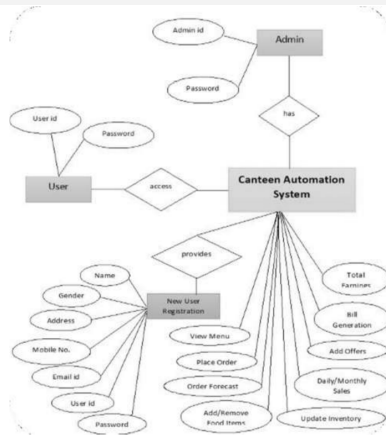 Admin id
Admin
Password
has
User id
Password
User
access
Canteen Automation
System
provides
Name
Gender
Address
Mobile No.
Email id
User id
Password
New User
Registration
View Menu
Place Order
Order Forecast
Add/Remove
Food Items
Total
Earnings
Bill
Generation
Add Offers
Daily/Monthly
Sales
Update Inventory